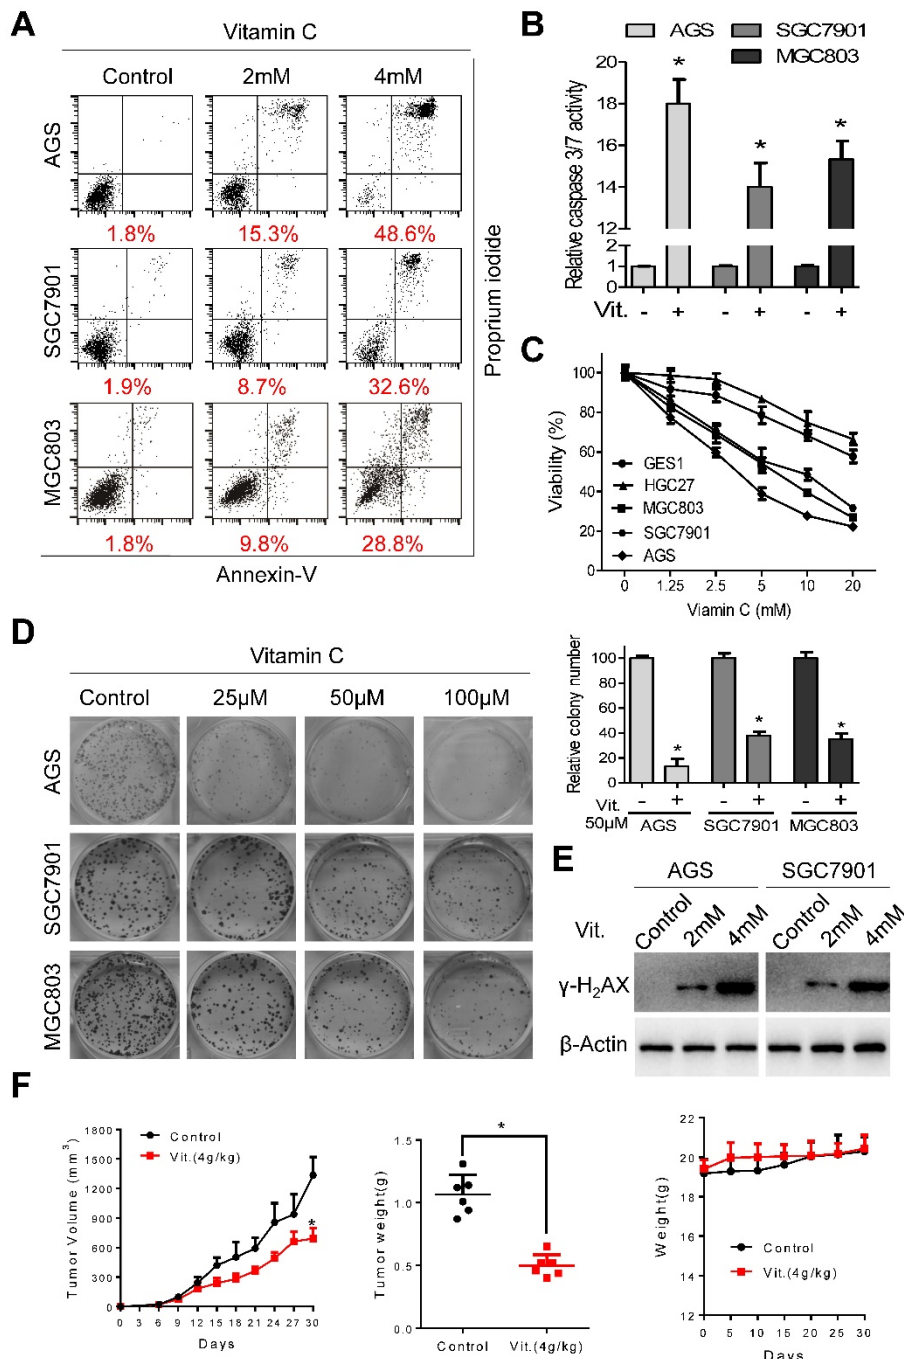 A
Vitamin C
Control 2mM 4mM
AGS
1.8% 15.3% 48.6%
SGC7901
1.9% 8.7% 32.6%
MGC803
1.8% 9.8% 28.8%
Annexin-V
Proprium iodide
B
AGS SGC7901
MGC803
Relative caspase 3/7 activity
20
18
16
14
12
1
0
* * *
Vit. - + - + - +
C
Viability (%)
100
80
60
40
20
0
GES1
HGC27
MGC803
SGC7901
AGS
0 1.25 2.5 5 10 20
Viamin C (mM)
D
Vitamin C
Control 25μM 50μM 100μM
AGS
SGC7901
MGC803
Relative colony number
100
80
60
40
20
0
* * *
Vit. - + - + - +
50μM AGS SGC7901 MGC803
E
AGS SGC7901
Vit. Control 2mM 4mM Control 2mM 4mM
γ-H2AX
β-Actin
F
Tumor Volume (mm3)
1800
1500
1200
900
600
300
0
Control
Vit.(4g/kg)
*
0 3 6 9 12 15 18 21 24 27 30
Days
Tumor weight(g)
1.5
1.0
0.5
0.0
*
Control Vit.(4g/kg)
Weight(g)
22
20
18
16
14
12
Control
Vit.(4g/kg)
0 5 10 15 20 25 30
Days